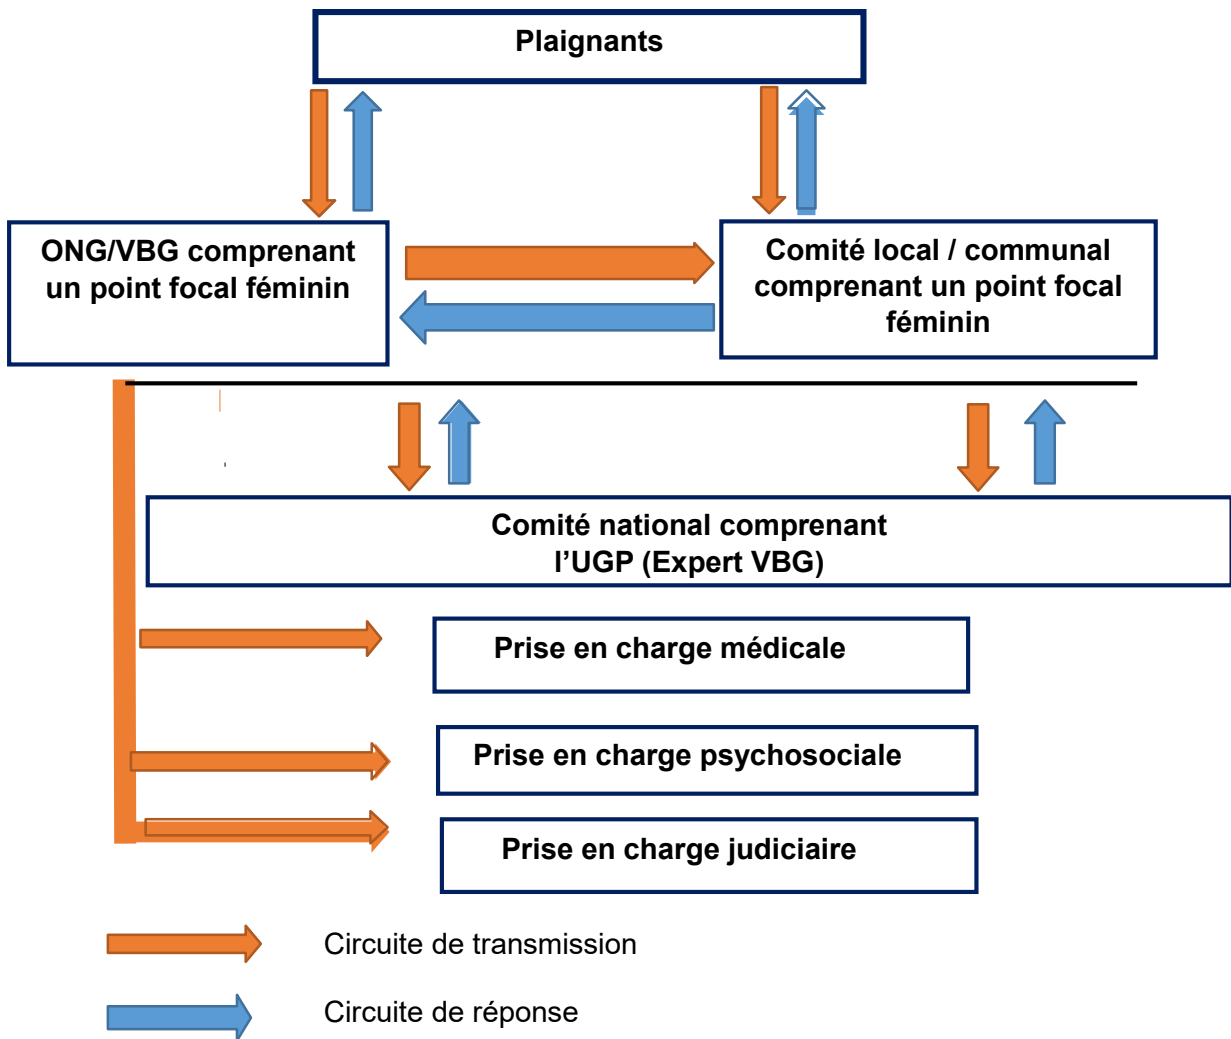 Plaignants
ONG/VBG comprenant
un point focal féminin
Comité local / communal
comprenant un point focal
féminin
Comité national comprenant
l’UGP (Expert VBG)
Prise en charge médicale
Prise en charge psychosociale
Prise en charge judiciaire
Circuite de transmission
Circuite de réponse